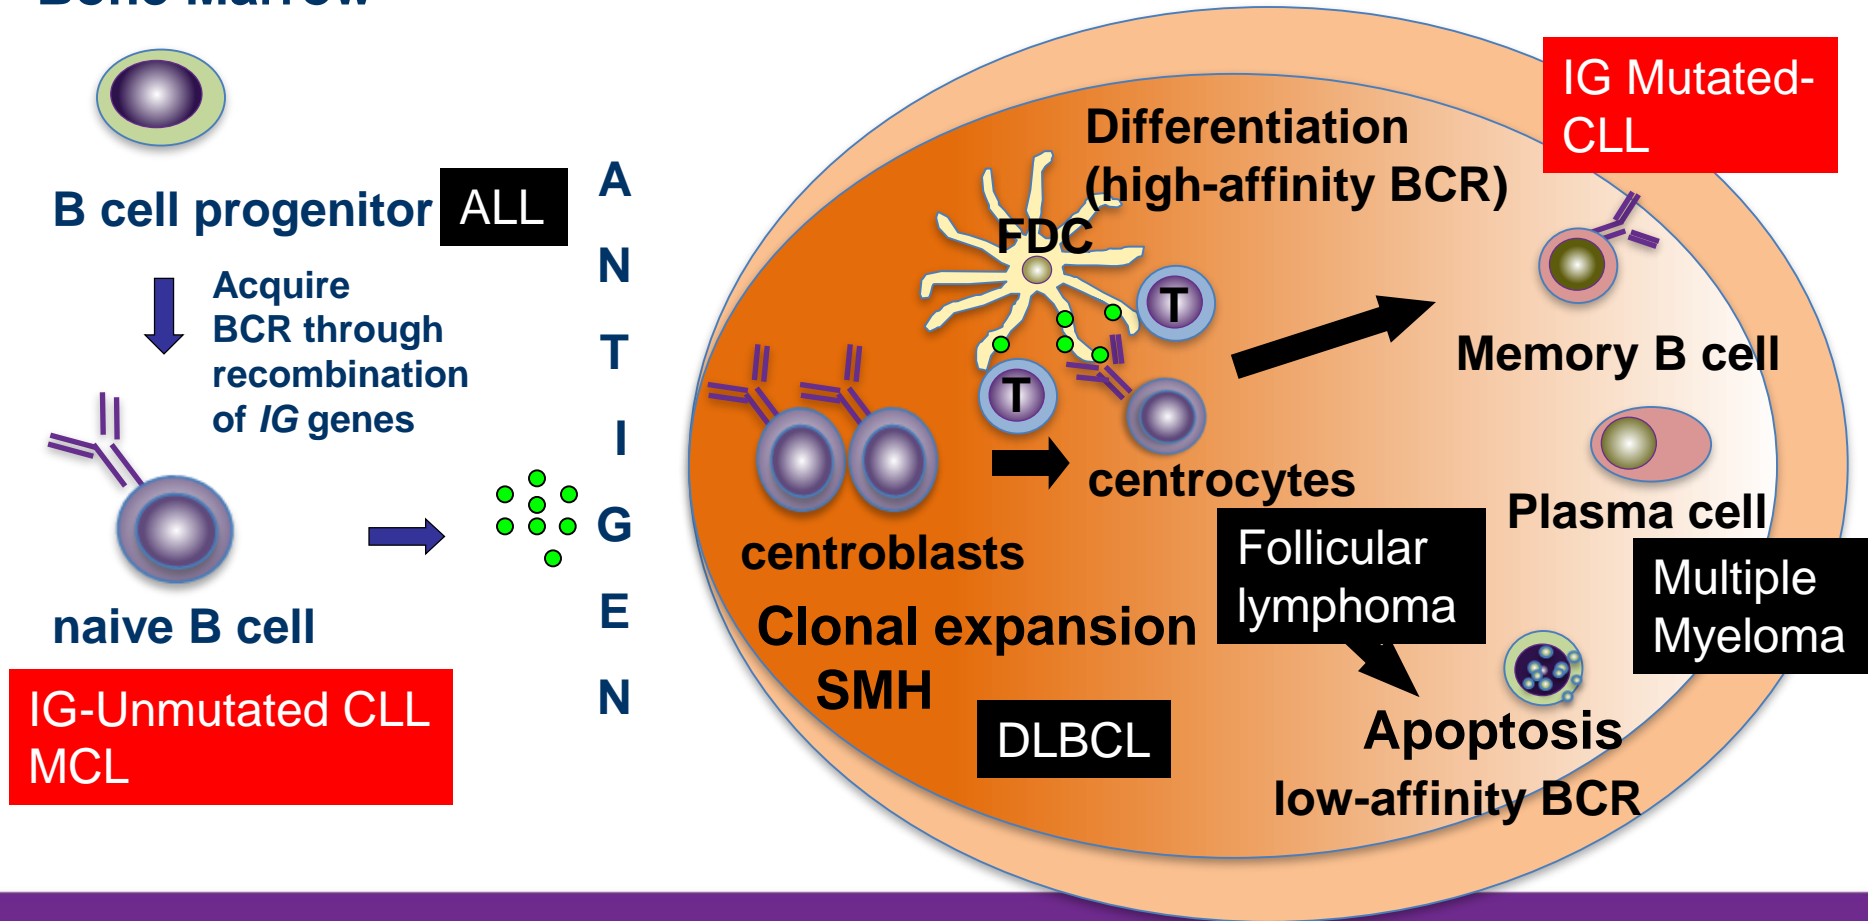 Bone Marrow
B cell progenitor
ALL
Acquire
BCR through
recombination
of IG genes
naive B cell
IG-Unmutated CLL
MCL
A
N
T
I
G
E
N
Differentiation
(high-affinity BCR)
FDC
T
T
centroblasts
centrocytes
Clonal expansion
SMH
DLBCL
IG Mutated-
CLL
Memory B cell
Plasma cell
Follicular
lymphoma
Multiple
Myeloma
Apoptosis
low-affinity BCR